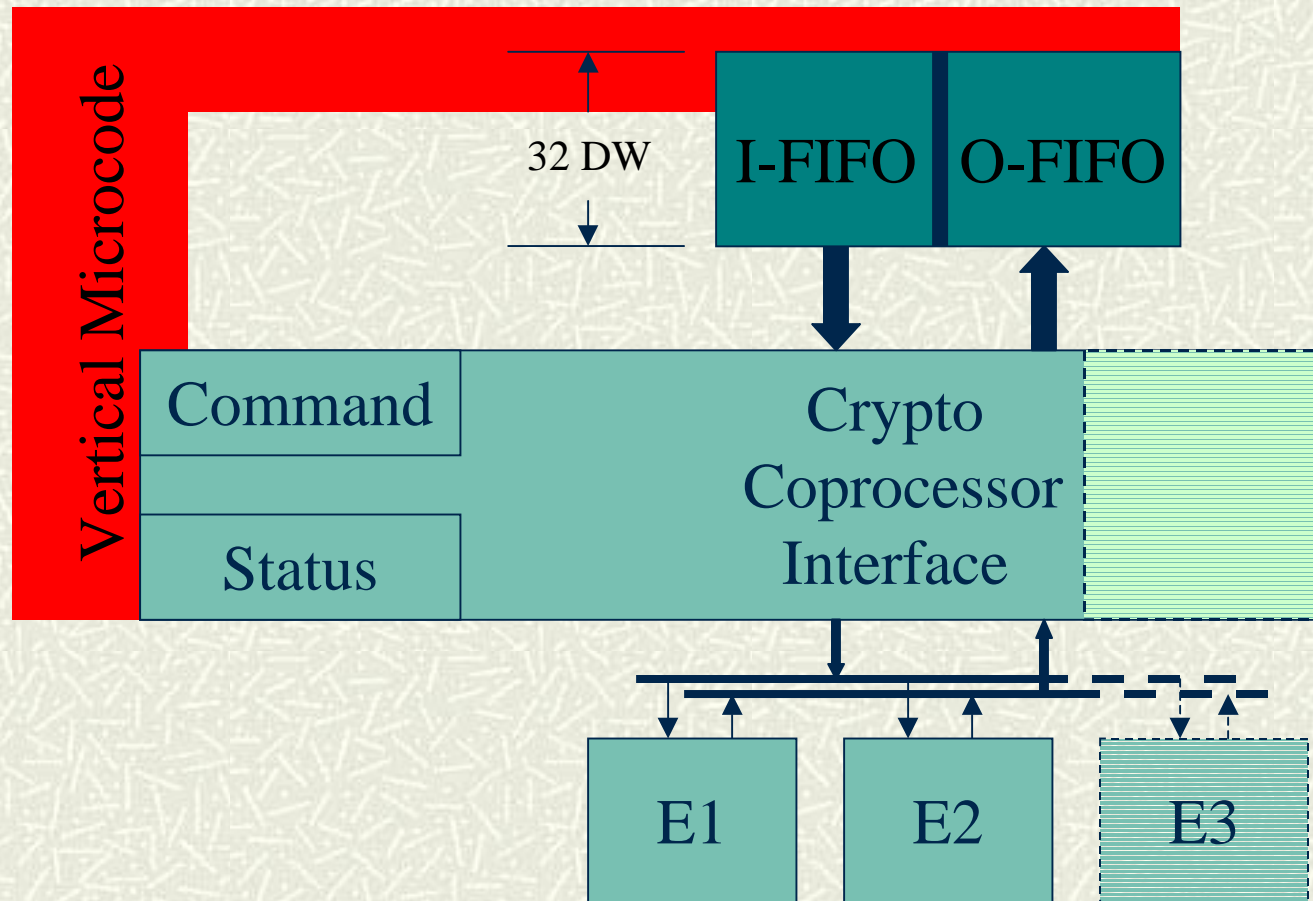 Vertical Microcode
32 DW
I-FIFO
O-FIFO
Command
Status
Crypto
Coprocessor
Interface
E1
E2
E3